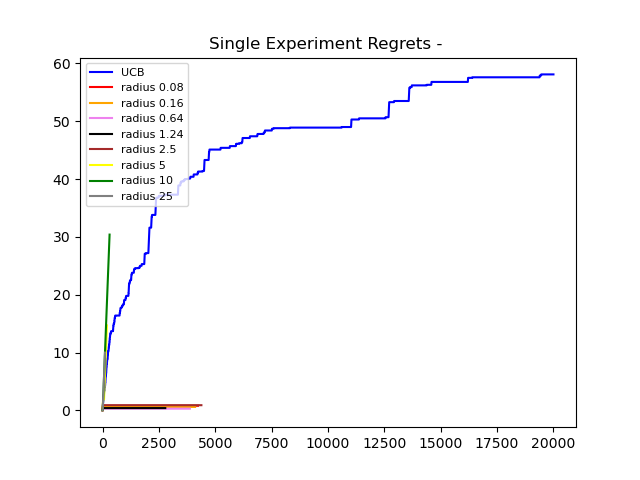 Single Experiment Regrets -
UCB
radius 0.08
radius 0.16
radius 0.64
radius 1.24
radius 2.5
radius 5
radius 10
radius 25
60
50
40
30
20
10
0
0 2500 5000 7500 10000 12500 15000 17500 20000